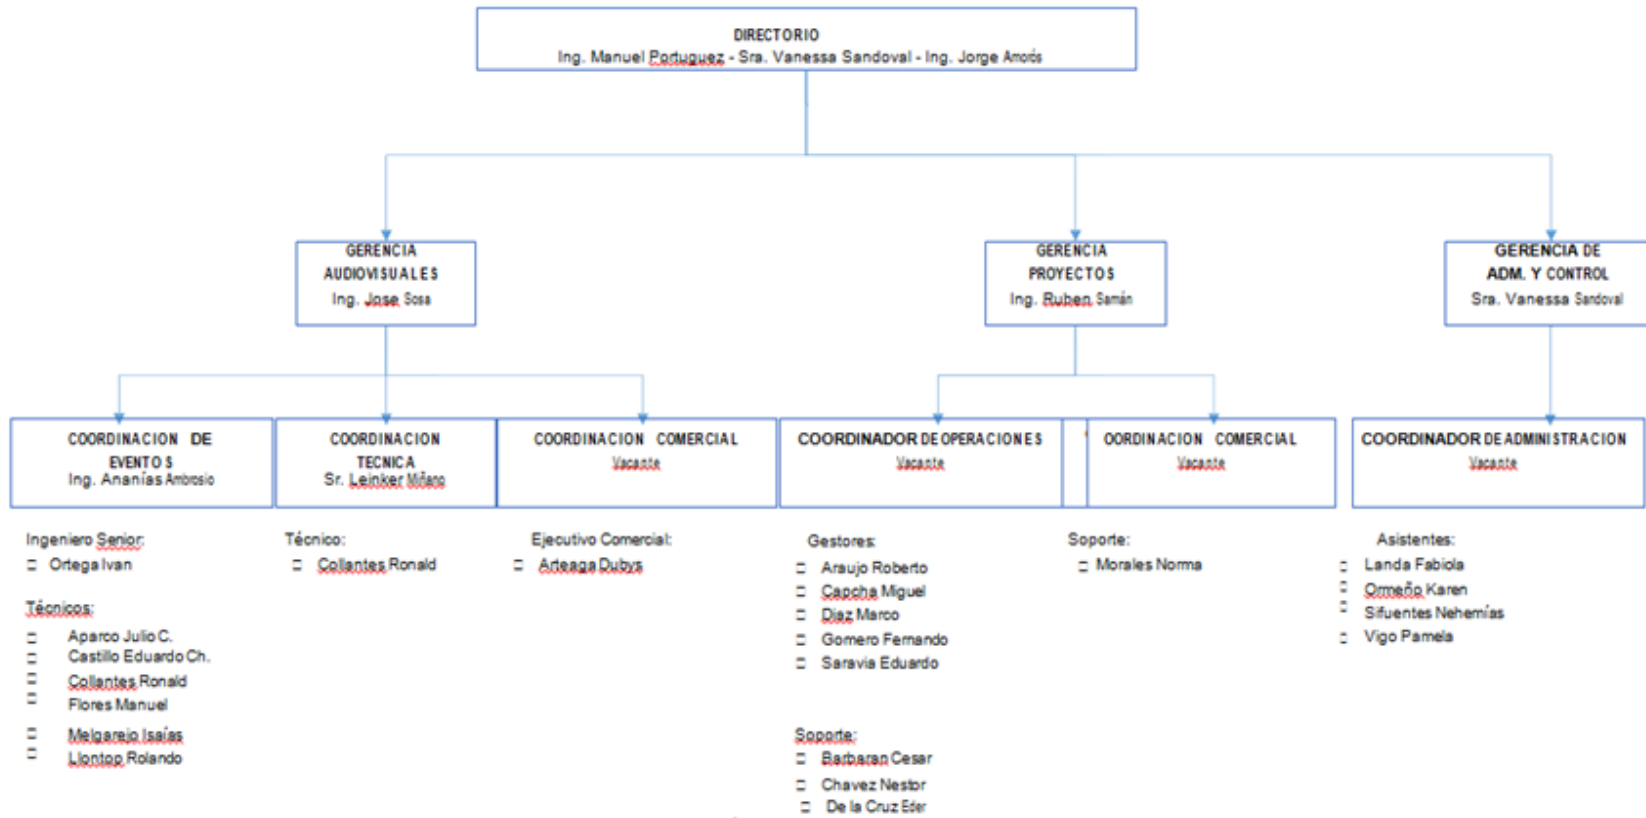 DIRECTORIO
Ing. Manuel Portuguez - Sra. Vanessa Sandoval - Ing. Jorge Amorós
GERENCIA
AUDIOVISUALES
Ing. Jose Sosa
GERENCIA
PROYECTOS
Ing. Ruben Samán
GERENCIA DE
ADM. Y CONTROL
Sra. Vanessa Sandoval
COORDINACION DE
EVENTOS
Ing. Ananías Ambrosio
COORDINACION
TECNICA
Sr. Leinker Miñano
COORDINACION COMERCIAL
Vacante
COORDINADOR DE OPERACIONES
Vacante
OORDINACION COMERCIAL
Vacante
COORDINADOR DE ADMINISTRACION
Vacante
Ingeniero Senior:
Ortega Ivan
Técnicos:
Aparco Julio C.
Castillo Eduardo Ch.
Collantes Ronald
Flores Manuel
Melgarejo Isaías
Llontop Rolando
Técnico:
Collantes Ronald
Ejecutivo Comercial:
Arteaga Dubys
Gestores:
Araujo Roberto
Capcha Miguel
Diaz Marco
Gomero Fernando
Saravia Eduardo
Soporte:
Barbaran Cesar
Chavez Nestor
De la Cruz Eder
Soporte:
Morales Norma
Asistentes:
Landa Fabiola
Ormeño Karen
Sifuentes Nehemías
Vigo Pamela